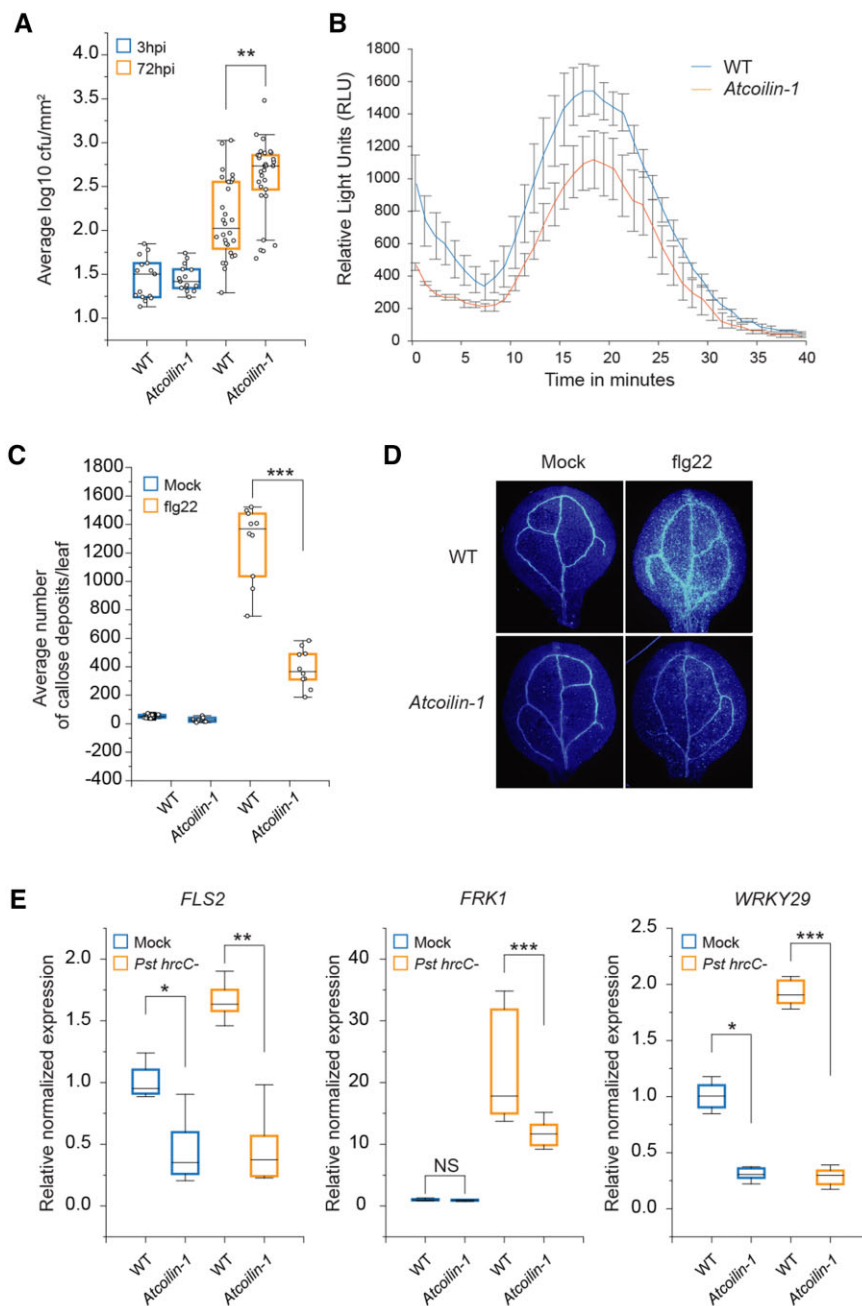 A
3hpi
72hpi
**
Average log10 cfu/mm²
4.0
3.5
3.0
2.5
2.0
1.5
1.0
WT
Atcoilin-1
WT
Atcoilin-1
B
WT
Atcoilin-1
Relative Light Units (RLU)
1800
1600
1400
1200
1000
800
600
400
200
0
0 5 10 15 20 25 30 35 40
Time in minutes
C
Mock
flg22
***
Average number
of callose deposits/leaf
1800
1600
1400
1200
1000
800
600
400
200
0
-200
-400
WT
Atcoilin-1
WT
Atcoilin-1
D
Mock flg22
WT
Atcoilin-1
E
FLS2
Mock
Pst hrcC-
*
**
Relative normalized expression
2.0
1.5
1.0
0.5
0.0
WT
Atcoilin-1
WT
Atcoilin-1
FRK1
Mock
Pst hrcC-
NS
***
Relative normalized expression
40
30
20
10
0
WT
Atcoilin-1
WT
Atcoilin-1
WRKY29
Mock
Pst hrcC-
*
***
Relative normalized expression
2.5
2.0
1.5
1.0
0.5
0.0
WT
Atcoilin-1
WT
Atcoilin-1